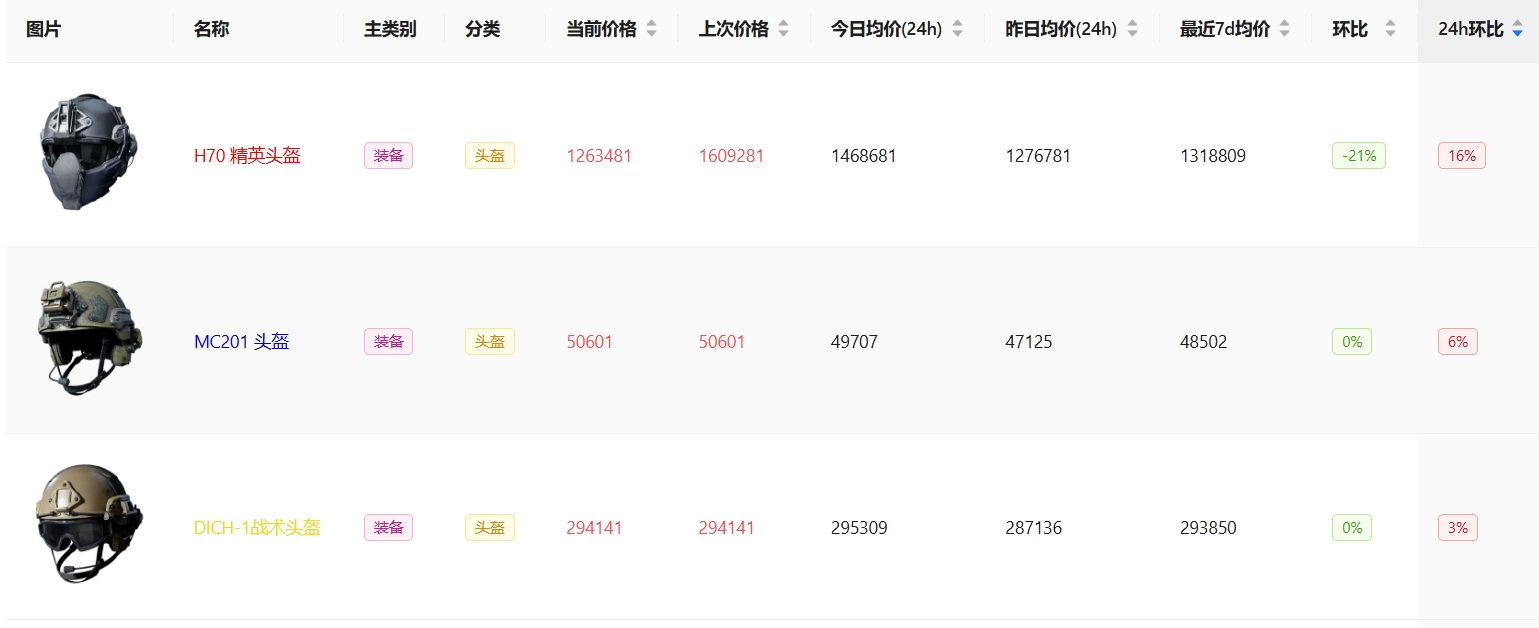 图片 名称 主类别 分类 当前价格 上次价格 今日均价(24h) 昨日均价(24h) 最近7d均价 环比 24h环比
H70 精英头盔 装备 头盔 1263481 1609281 1468681 1276781 1318809 -21% 16%
MC201 头盔 装备 头盔 50601 50601 49707 47125 48502 0% 6%
DICH-1战术头盔 装备 头盔 294141 294141 295309 287136 293850 0% 3%